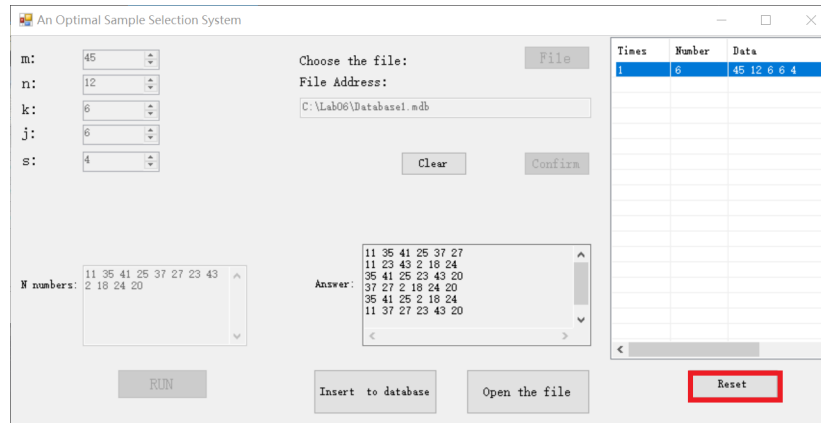 An Optimal Sample Selection System
m: 45
n: 12
k: 6
j: 6
s: 4
Choose the file: File
File Address:
C:\Lab06\Database1.mdb
Clear Confirm
Times Number Data
1 6 45 12 6 6 4
N numbers:
11 35 41 25 37 27 23 43
2 18 24 20
Answer:
11 35 41 25 37 27
11 23 43 2 18 24
35 41 25 23 43 20
37 27 2 18 24 20
35 41 25 2 18 24
11 37 27 23 43 20
RUN
Insert to database
Open the file
Reset